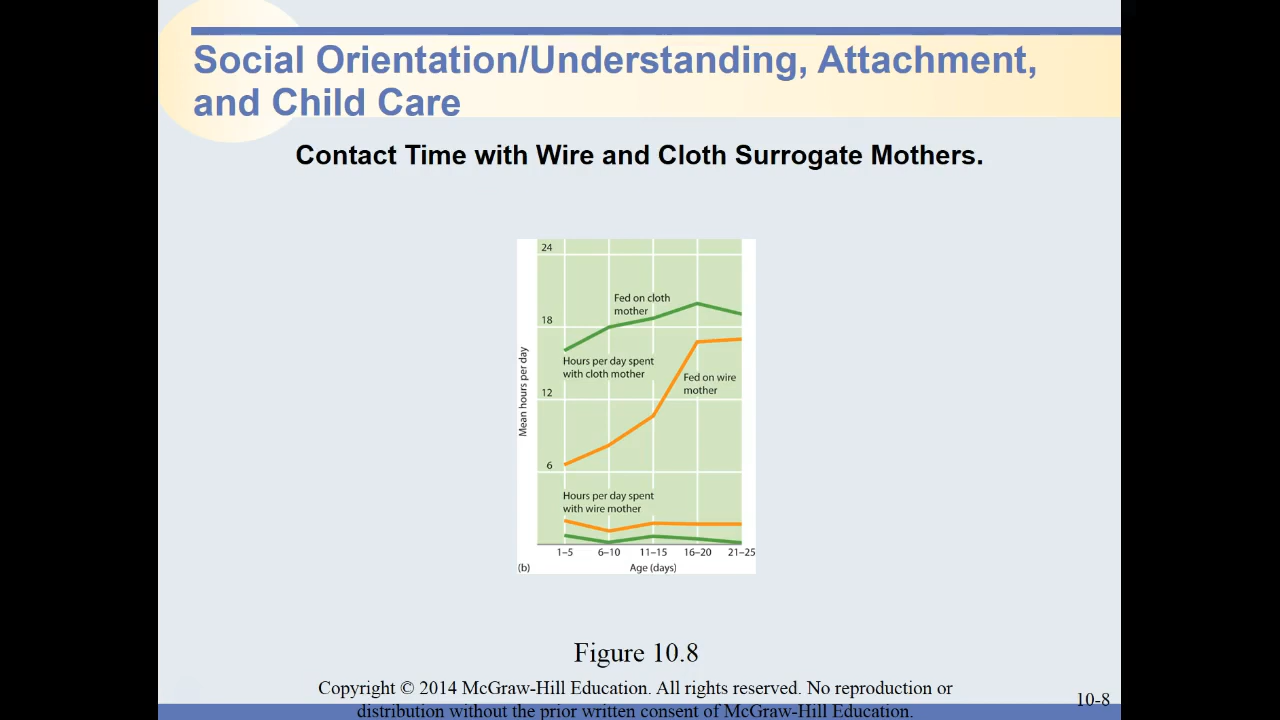 Social Orientation/Understanding, Attachment,
and Child Care
Contact Time with Wire and Cloth Surrogate Mothers.
24
Fed on cloth
mother
18
Hours per day spent
with cloth mother
Fed on wire
mother
Mean hours per day
12
6
Hours per day spent
with wire mother
1–5 6–10 11–15 16–20 21–25
(b) Age (days)
Figure 10.8
Copyright © 2014 McGraw-Hill Education. All rights reserved. No reproduction or
distribution without the prior written consent of McGraw-Hill Education.
10-8